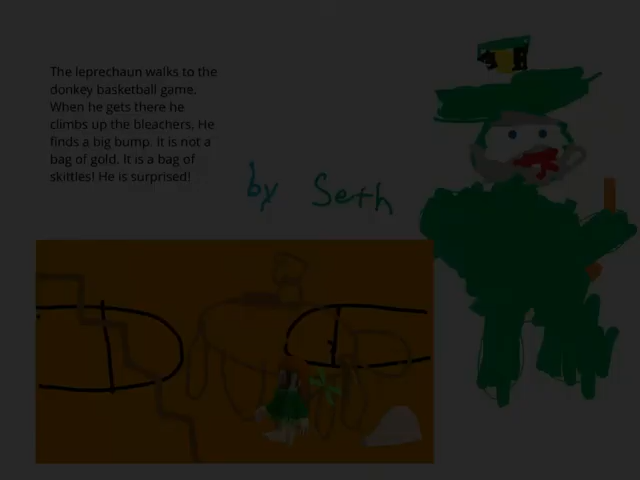 The leprechaun walks to the
donkey basketball game.
When he gets there he
climbs up the bleachers. He
finds a big bump. It is not a
bag of gold. It is a bag of
skittles! He is surprised!
by Seth